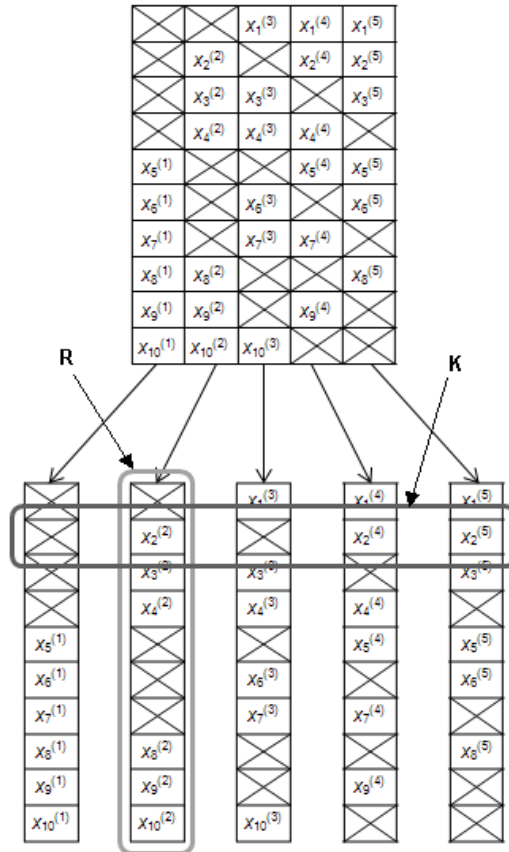 X₁⁽³⁾ X₁⁽⁴⁾ X₁⁽⁵⁾
X₂⁽²⁾ X₂⁽⁴⁾ X₂⁽⁵⁾
X₃⁽²⁾ X₃⁽³⁾ X₃⁽⁵⁾
X₄⁽²⁾ X₄⁽³⁾ X₄⁽⁴⁾
X₅⁽¹⁾ X₅⁽⁴⁾ X₅⁽⁵⁾
X₆⁽¹⁾ X₆⁽³⁾ X₆⁽⁵⁾
X₇⁽¹⁾ X₇⁽³⁾ X₇⁽⁴⁾
X₈⁽¹⁾ X₈⁽²⁾ X₈⁽⁵⁾
X₉⁽¹⁾ X₉⁽²⁾ X₉⁽⁴⁾
X₁₀⁽¹⁾ X₁₀⁽²⁾ X₁₀⁽³⁾
R K
X₁⁽³⁾ X₁⁽⁴⁾ X₁⁽⁵⁾
X₂⁽²⁾ X₂⁽⁴⁾ X₂⁽⁵⁾
X₃⁽²⁾ X₃⁽³⁾ X₃⁽⁵⁾
X₄⁽²⁾ X₄⁽³⁾ X₄⁽⁴⁾
X₅⁽¹⁾ X₅⁽⁴⁾ X₅⁽⁵⁾
X₆⁽¹⁾ X₆⁽³⁾ X₆⁽⁵⁾
X₇⁽¹⁾ X₇⁽³⁾ X₇⁽⁴⁾
X₈⁽¹⁾ X₈⁽²⁾ X₈⁽⁵⁾
X₉⁽¹⁾ X₉⁽²⁾ X₉⁽⁴⁾
X₁₀⁽¹⁾ X₁₀⁽²⁾ X₁₀⁽³⁾